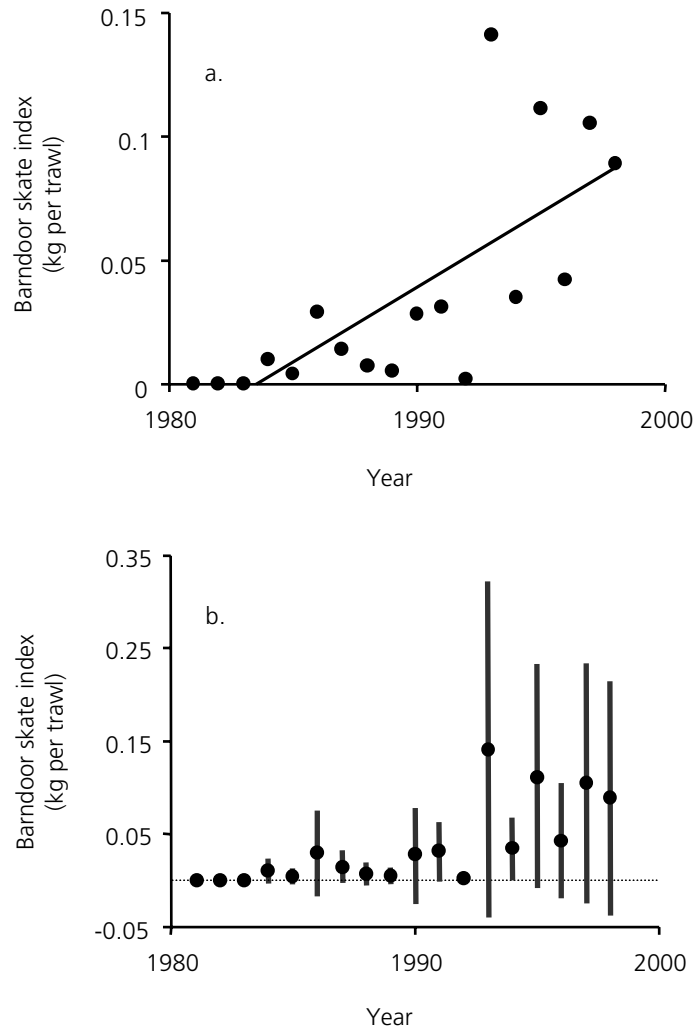 Barndoor skate index
(kg per trawl)
0.15
a.
0.1
0.05
0
1980
1990
2000
Year
Barndoor skate index
(kg per trawl)
0.35
b.
0.25
0.15
0.05
-0.05
1980
1990
2000
Year